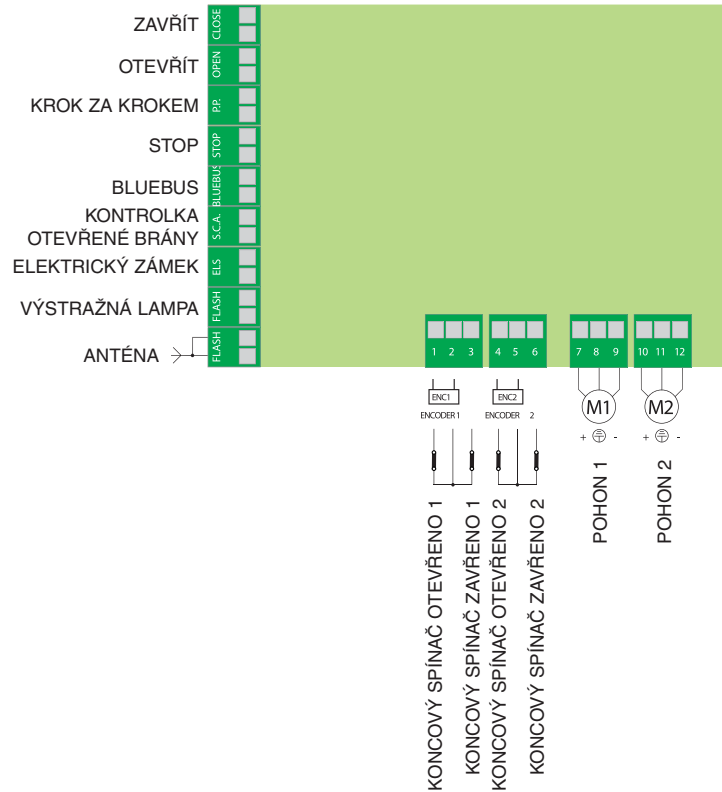 ZAVŘÍT CLOSE
OTEVŘÍT OPEN
KROK ZA KROKEM P.P.
STOP STOP
BLUEBUS BLUEBUS
KONTROLKA
OTEVŘENÉ BRÁNY S.C.A.
ELEKTRICKÝ ZÁMEK ELS
VÝSTRAŽNÁ LAMPA FLASH
ANTÉNA FLASH
1 2 3 4 5 6 7 8 9 10 11 12
ENC1 ENC2 M1 M2
ENCODER 1 ENCODER 2
+ - + -
KONCOVÝ SPÍNAČ OTEVŘENO 1
KONCOVÝ SPÍNAČ ZAVŘENO 1
KONCOVÝ SPÍNAČ OTEVŘENO 2
KONCOVÝ SPÍNAČ ZAVŘENO 2
POHON 1
POHON 2